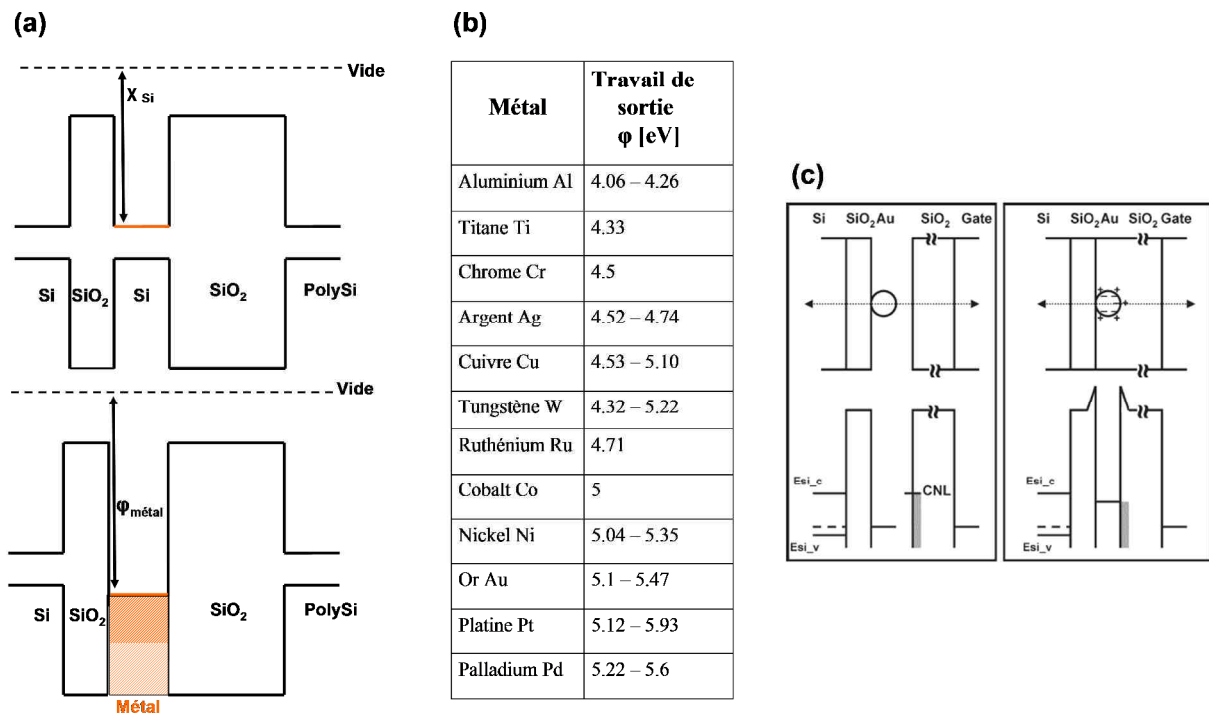 (a)
Vide
χ Si
Si SiO2 Si SiO2 PolySi
Vide
φmétal
Si SiO2 SiO2 PolySi
Métal
(b)
Métal Travail de
sortie
φ [eV]
Aluminium Al 4.06 – 4.26
Titane Ti 4.33
Chrome Cr 4.5
Argent Ag 4.52 – 4.74
Cuivre Cu 4.53 – 5.10
Tungstène W 4.32 – 5.22
Ruthénium Ru 4.71
Cobalt Co 5
Nickel Ni 5.04 – 5.35
Or Au 5.1 – 5.47
Platine Pt 5.12 – 5.93
Palladium Pd 5.22 – 5.6
(c)
Si SiO2 Au SiO2 Gate
Esi_c
CNL
Esi_v
Si SiO2 Au SiO2 Gate
Esi_c
Esi_v